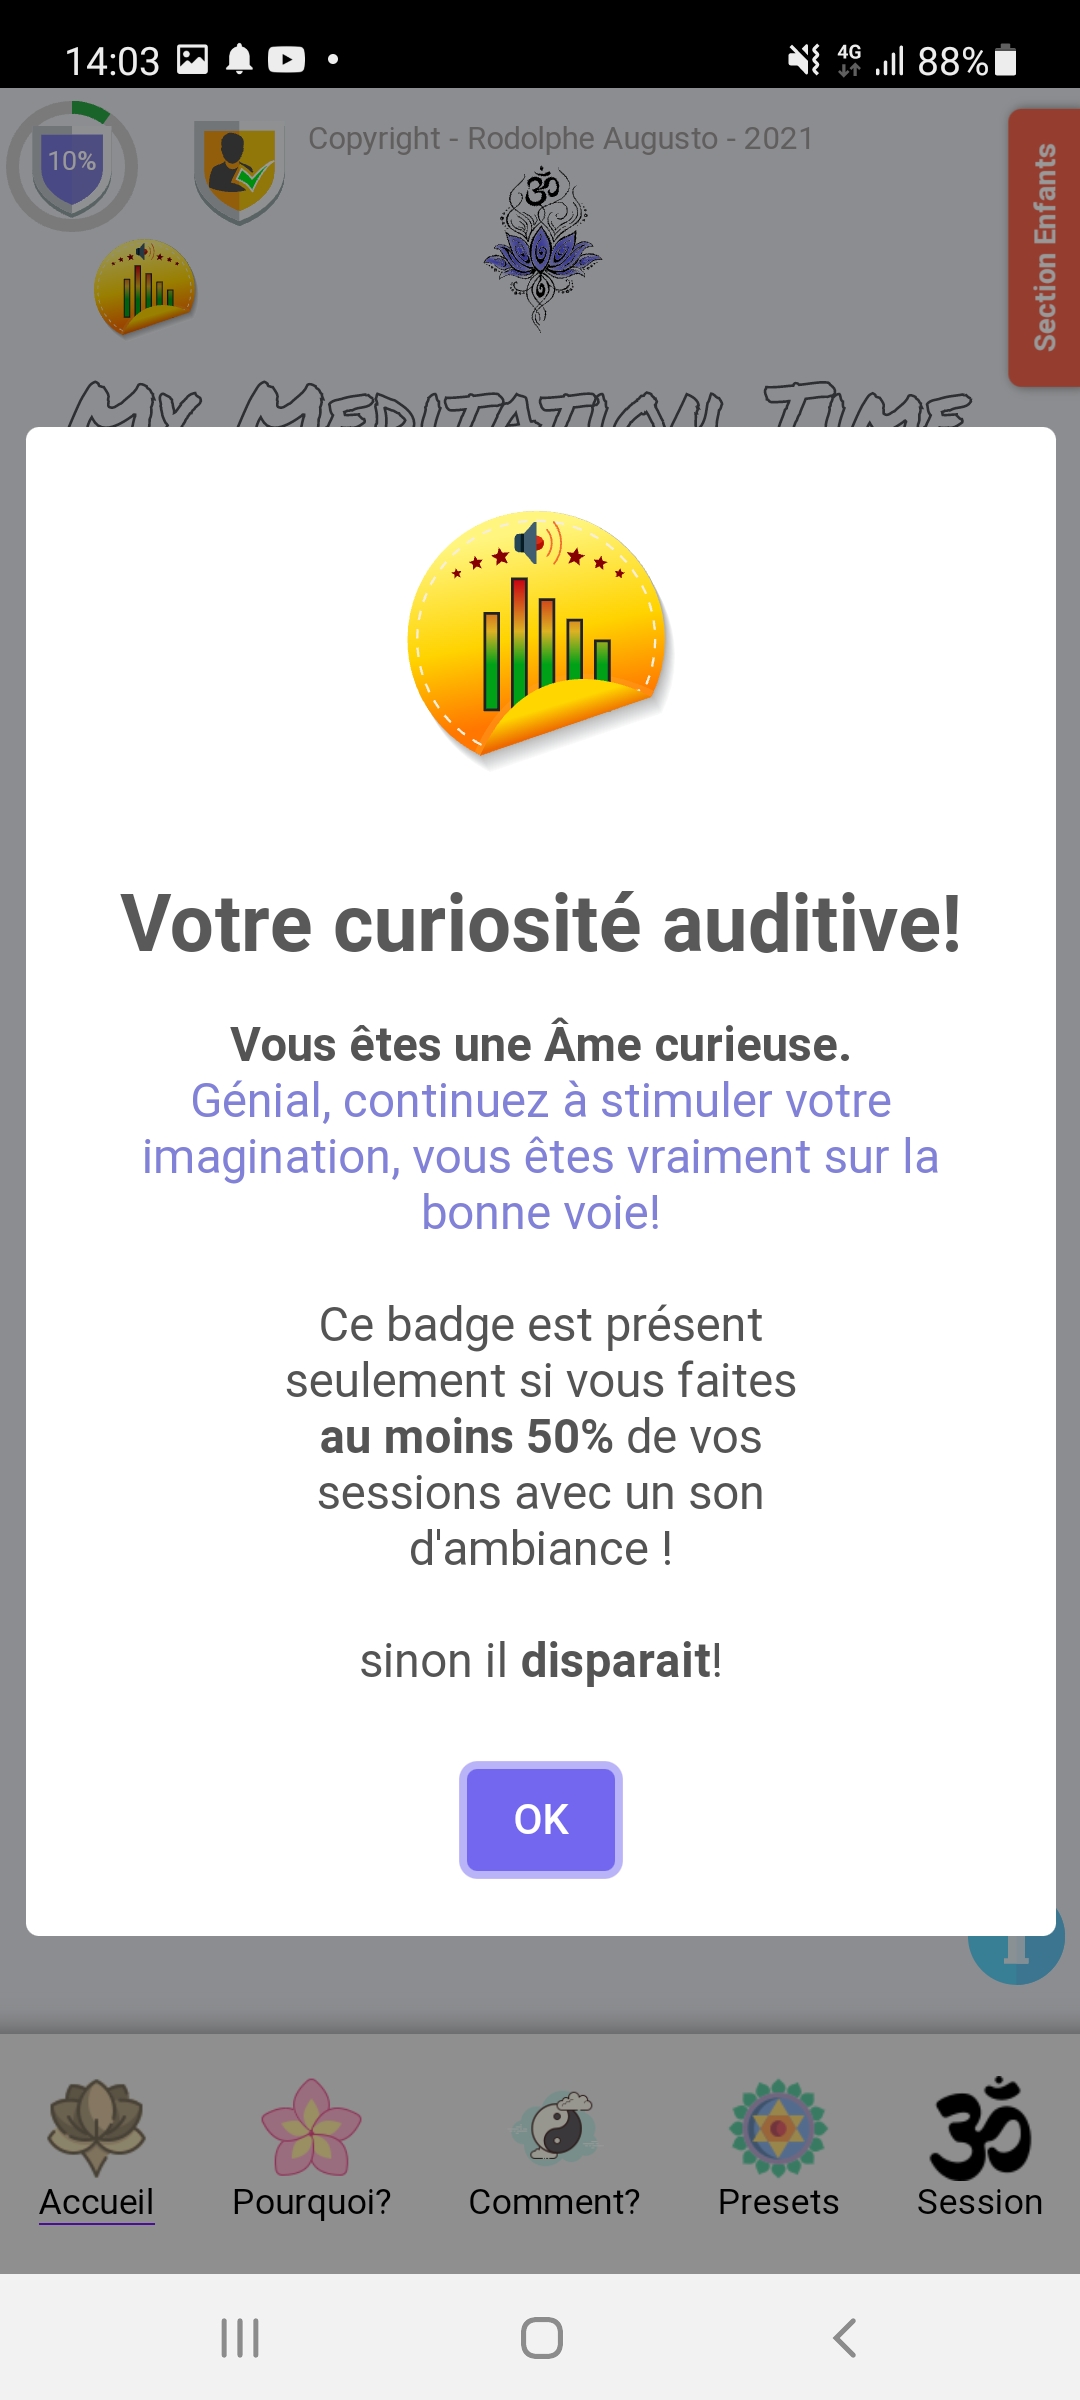 14:03
4G
88%
10%
Copyright - Rodolphe Augusto - 2021
Section Enfants
My Meditation Time
Votre curiosité auditive!
Vous êtes une Âme curieuse.
Génial, continuez à stimuler votre
imagination, vous êtes vraiment sur la
bonne voie!
Ce badge est présent
seulement si vous faites
au moins 50% de vos
sessions avec un son
d'ambiance !
sinon il disparait!
OK
Accueil
Pourquoi?
Comment?
Presets
Session